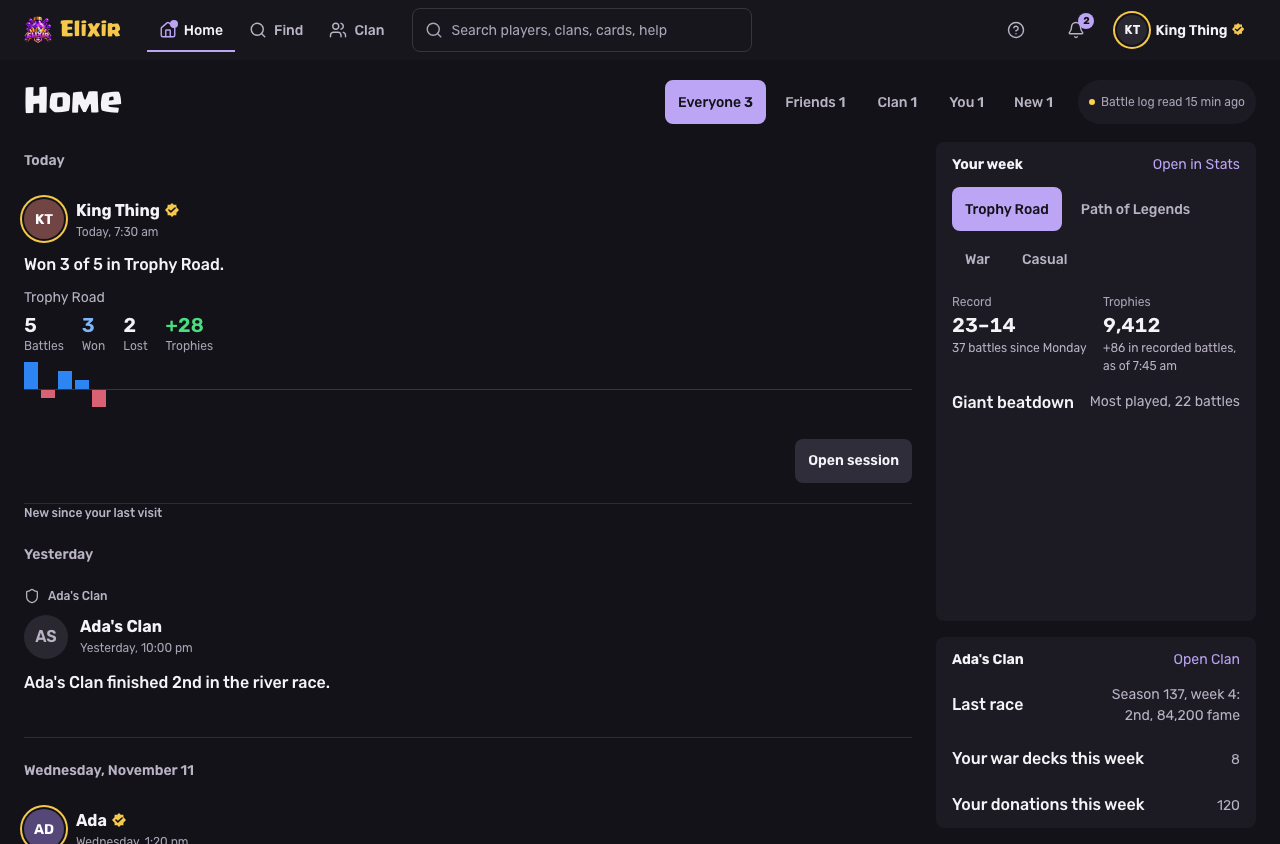 Elixir
Home
Find
Clan
Search players, clans, cards, help
2
KT
King Thing
Home
Everyone 3
Friends 1
Clan 1
You 1
New 1
Battle log read 15 min ago
Today
KT
King Thing
Today, 7:30 am
Won 3 of 5 in Trophy Road.
Trophy Road
5
3
2
+28
Battles
Won
Lost
Trophies
Open session
New since your last visit
Yesterday
Ada's Clan
AS
Ada's Clan
Yesterday, 10:00 pm
Ada's Clan finished 2nd in the river race.
Wednesday, November 11
AD
Ada
Wednesday, 1:20 pm
Your week
Open in Stats
Trophy Road
Path of Legends
War
Casual
Record
Trophies
23–14
9,412
37 battles since Monday
+86 in recorded battles,
as of 7:45 am
Giant beatdown
Most played, 22 battles
Ada's Clan
Open Clan
Last race
Season 137, week 4:
2nd, 84,200 fame
Your war decks this week
8
Your donations this week
120